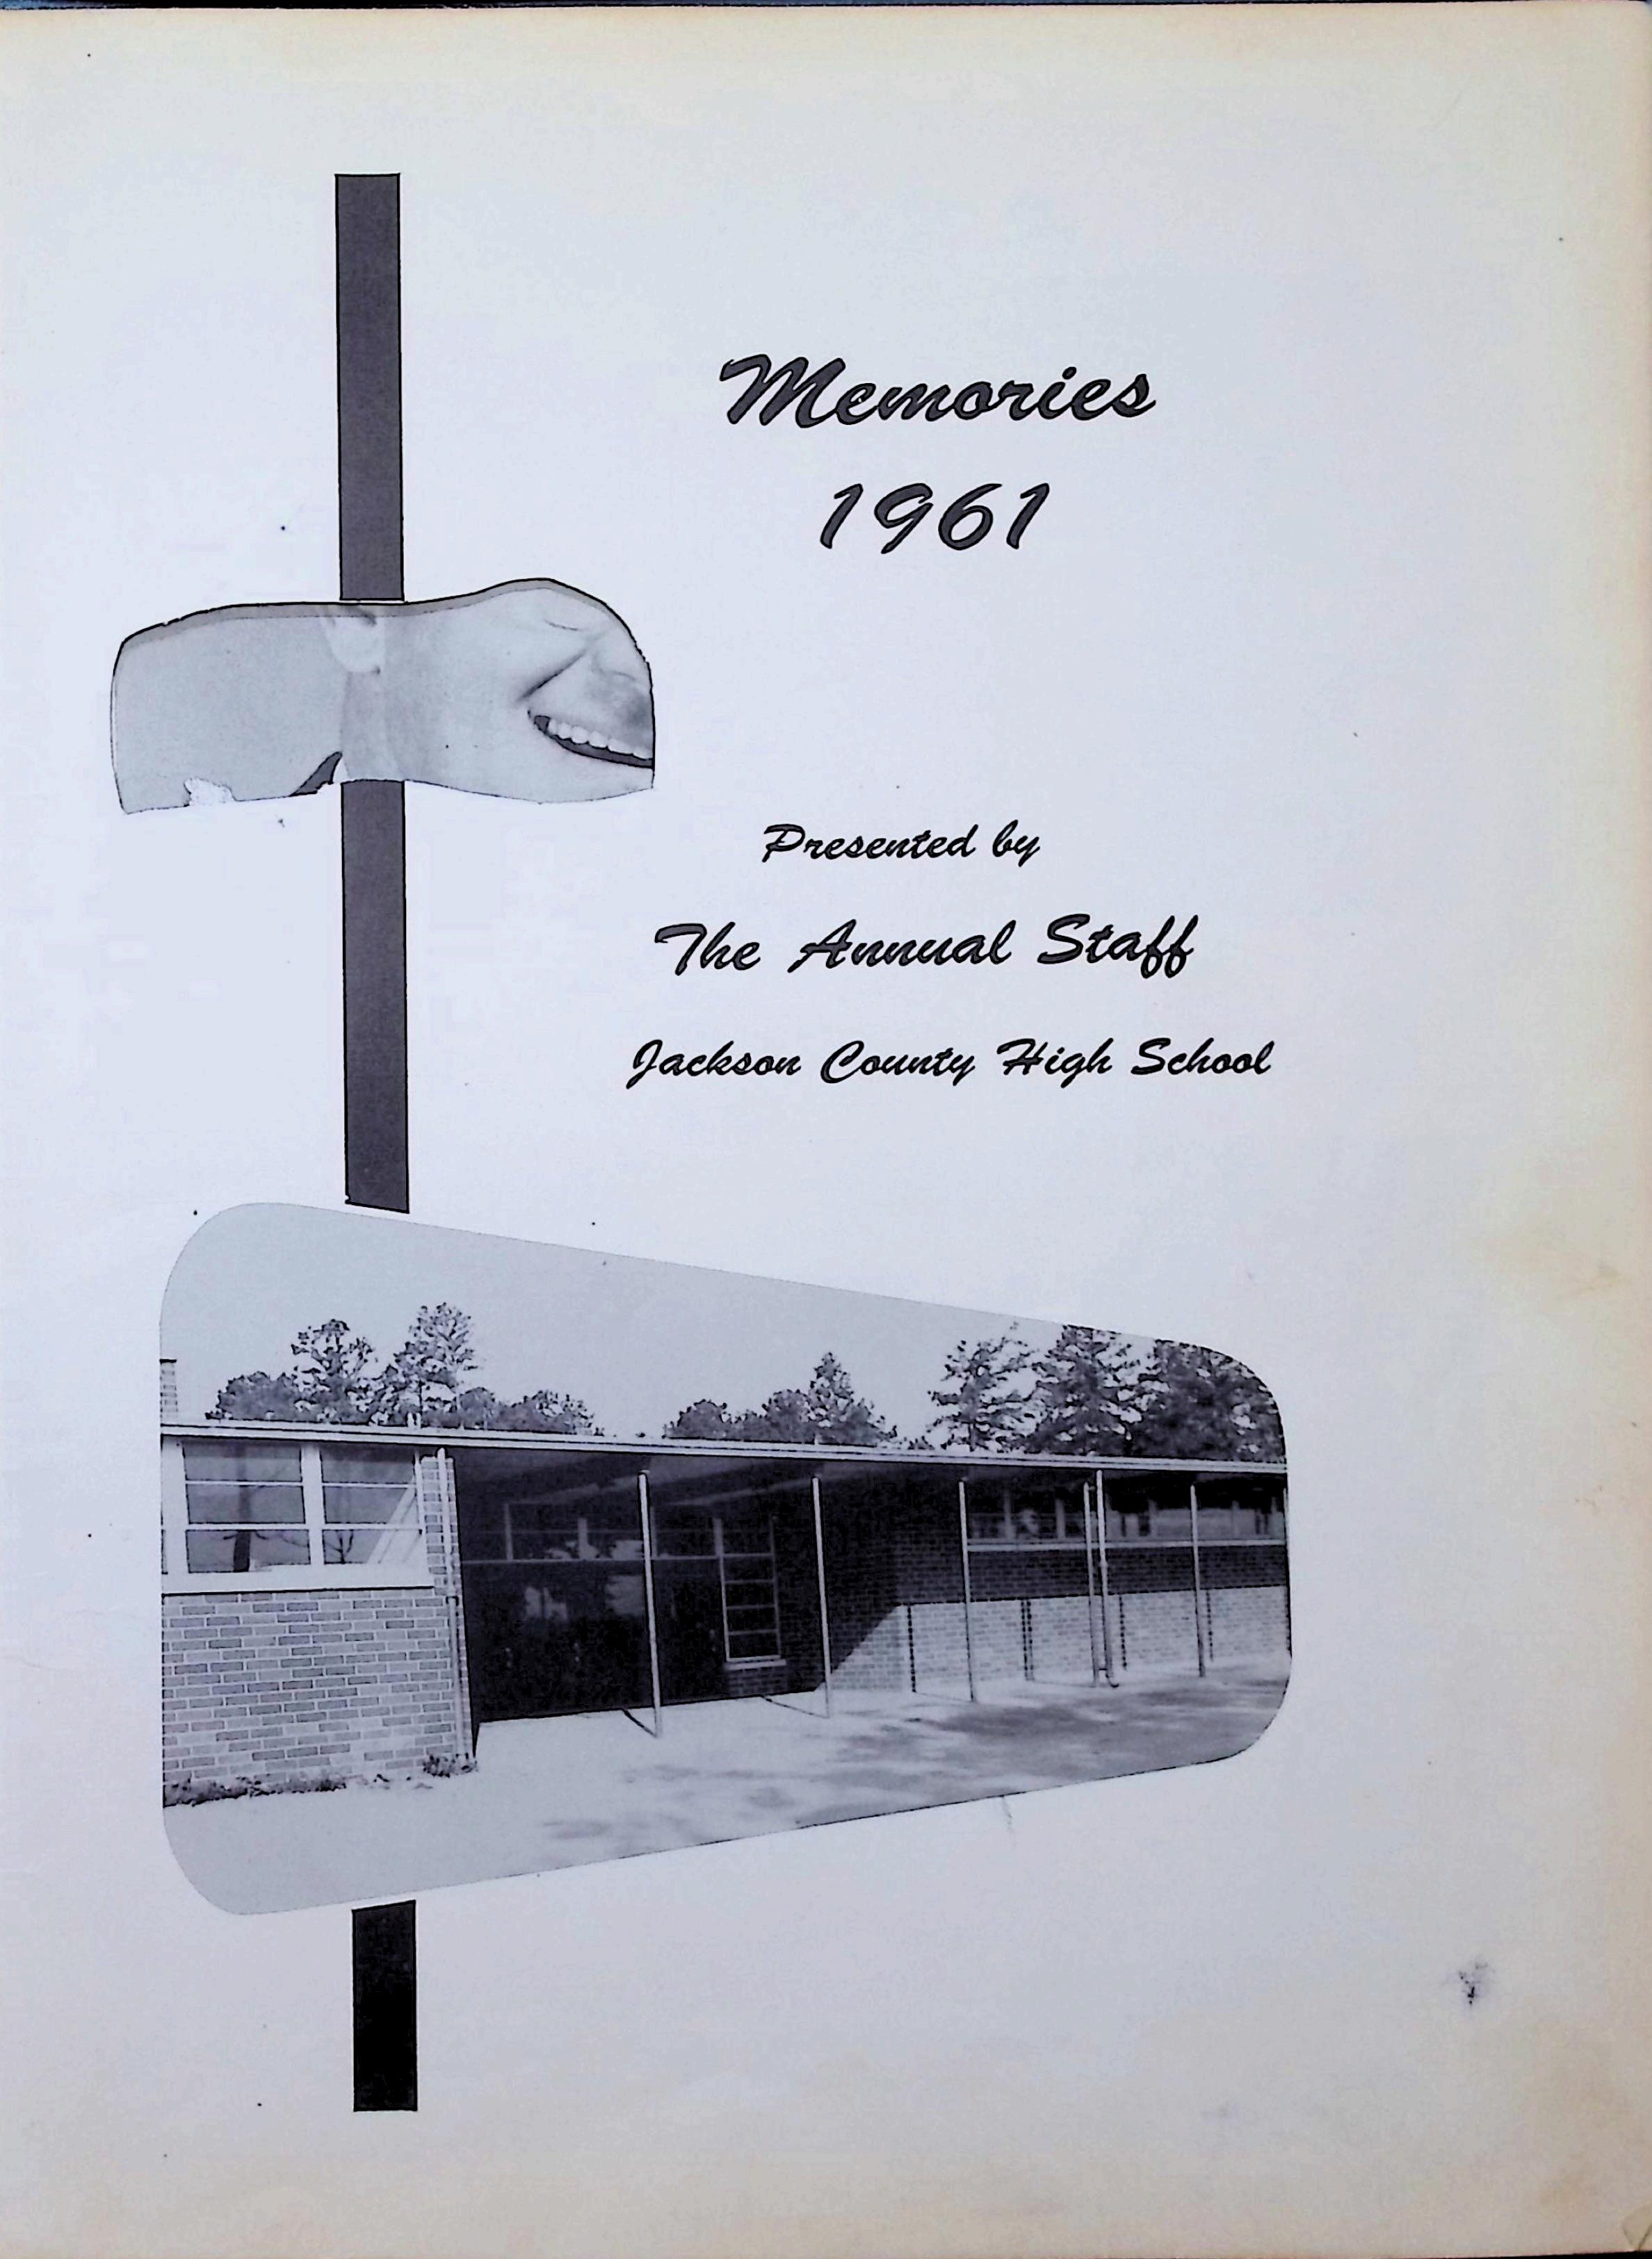 Memories
1961
Presented by
The Annual Staff
Jackson County High School